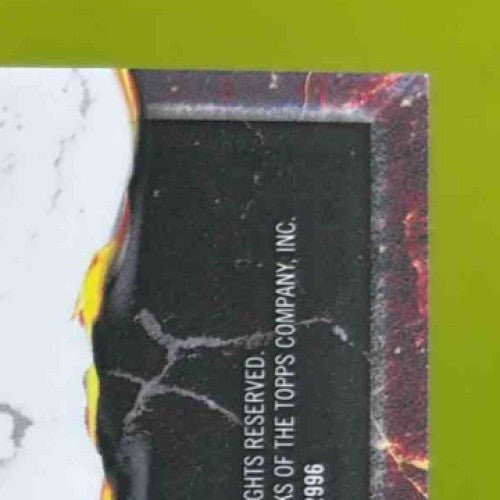 GHTS RESERVED.
KS OF THE TOPPS COMPANY, INC.
996